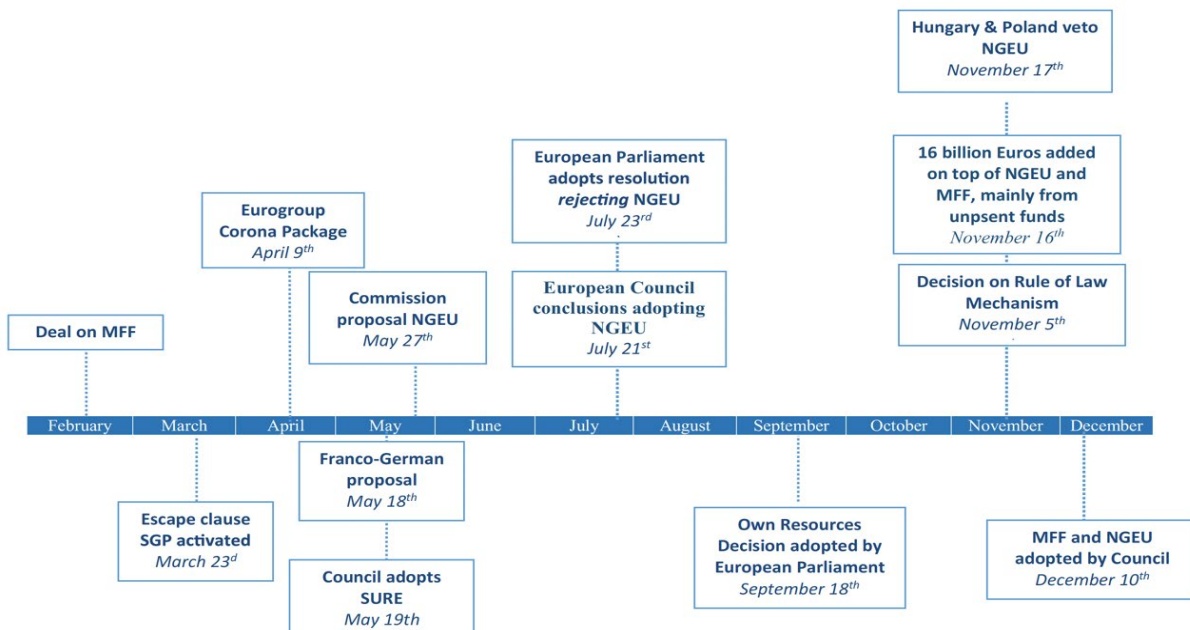 Hungary & Poland veto
NGEU
November 17th
16 billion Euros added
on top of NGEU and
MFF, mainly from
unpsent funds
November 16th
Decision on Rule of Law
Mechanism
November 5th
European Parliament
adopts resolution
rejecting NGEU
July 23rd
European Council
conclusions adopting
NGEU
July 21st
Eurogroup
Corona Package
April 9th
Commission
proposal NGEU
May 27th
Deal on MFF
February
March
April
May
June
July
August
September
October
November
December
Escape clause
SGP activated
March 23d
Franco-German
proposal
May 18th
Council adopts
SURE
May 19th
Own Resources
Decision adopted by
European Parliament
September 18th
MFF and NGEU
adopted by Council
December 10th